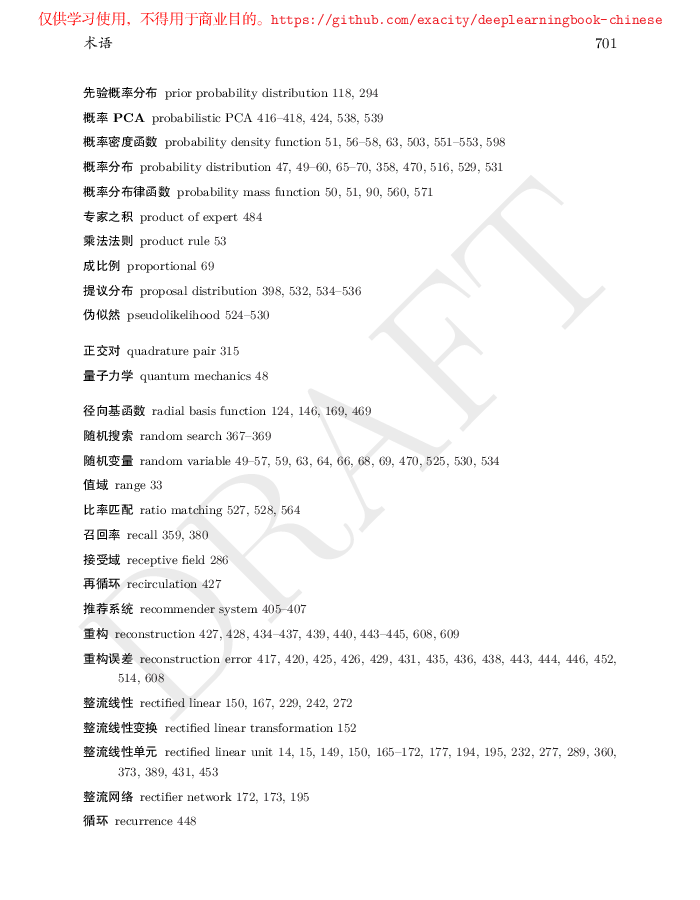 仅供学习使用，不得用于商业目的。https://github.com/exacity/deeplearningbook-chinese
术语 701
先验概率分布 prior probability distribution 118, 294
概率 PCA probabilistic PCA 416–418, 424, 538, 539
概率密度函数 probability density function 51, 56–58, 63, 503, 551–553, 598
概率分布 probability distribution 47, 49–60, 65–70, 358, 470, 516, 529, 531
概率分布律函数 probability mass function 50, 51, 90, 560, 571
专家之积 product of expert 484
乘法法则 product rule 53
成比例 proportional 69
提议分布 proposal distribution 398, 532, 534–536
伪似然 pseudolikelihood 524–530
正交对 quadrature pair 315
量子力学 quantum mechanics 48
径向基函数 radial basis function 124, 146, 169, 469
随机搜索 random search 367–369
随机变量 random variable 49–57, 59, 63, 64, 66, 68, 69, 470, 525, 530, 534
值域 range 33
比率匹配 ratio matching 527, 528, 564
召回率 recall 359, 380
接受域 receptive field 286
再循环 recirculation 427
推荐系统 recommender system 405–407
重构 reconstruction 427, 428, 434–437, 439, 440, 443–445, 608, 609
重构误差 reconstruction error 417, 420, 425, 426, 429, 431, 435, 436, 438, 443, 444, 446, 452,
514, 608
整流线性 rectified linear 150, 167, 229, 242, 272
整流线性变换 rectified linear transformation 152
整流线性单元 rectified linear unit 14, 15, 149, 150, 165–172, 177, 194, 195, 232, 277, 289, 360,
373, 389, 431, 453
整流网络 rectifier network 172, 173, 195
循环 recurrence 448
DRAFT